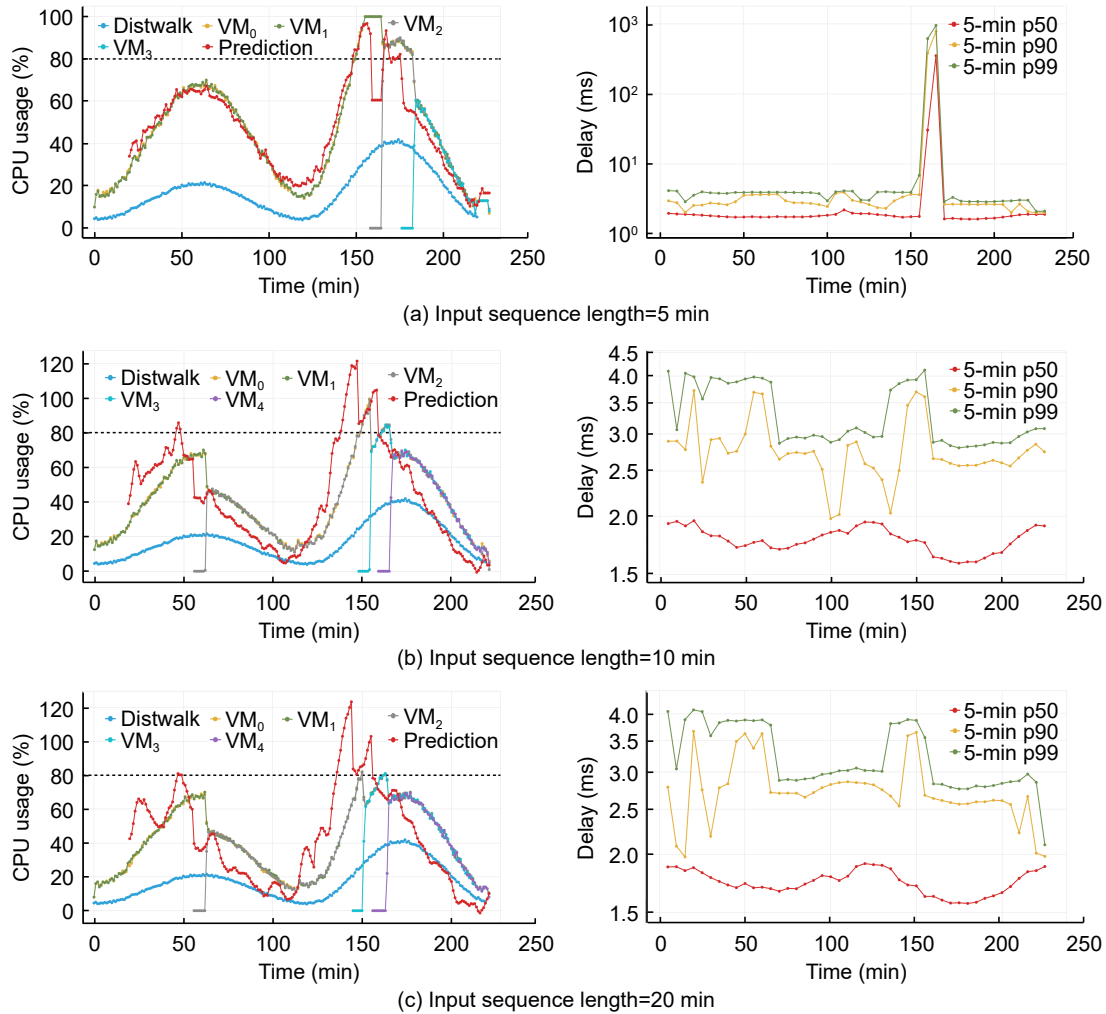 Distwalk VM₀ VM₁ VM₂
VM₃ Prediction
CPU usage (%)
100
80
60
40
20
0
0 50 100 150 200 250
Time (min)
5-min p50
5-min p90
5-min p99
Delay (ms)
10³
10²
10¹
10⁰
0 50 100 150 200 250
Time (min)
(a) Input sequence length=5 min
Distwalk VM₀ VM₁ VM₂
VM₃ VM₄ Prediction
CPU usage (%)
120
100
80
60
40
20
0
0 50 100 150 200 250
Time (min)
5-min p50
5-min p90
5-min p99
Delay (ms)
4.5
4.0
3.5
3.0
2.5
2.0
1.5
0 50 100 150 200 250
Time (min)
(b) Input sequence length=10 min
Distwalk VM₀ VM₁ VM₂
VM₃ VM₄ Prediction
CPU usage (%)
120
100
80
60
40
20
0
0 50 100 150 200 250
Time (min)
5-min p50
5-min p90
5-min p99
Delay (ms)
4.0
3.5
3.0
2.5
2.0
1.5
0 50 100 150 200 250
Time (min)
(c) Input sequence length=20 min